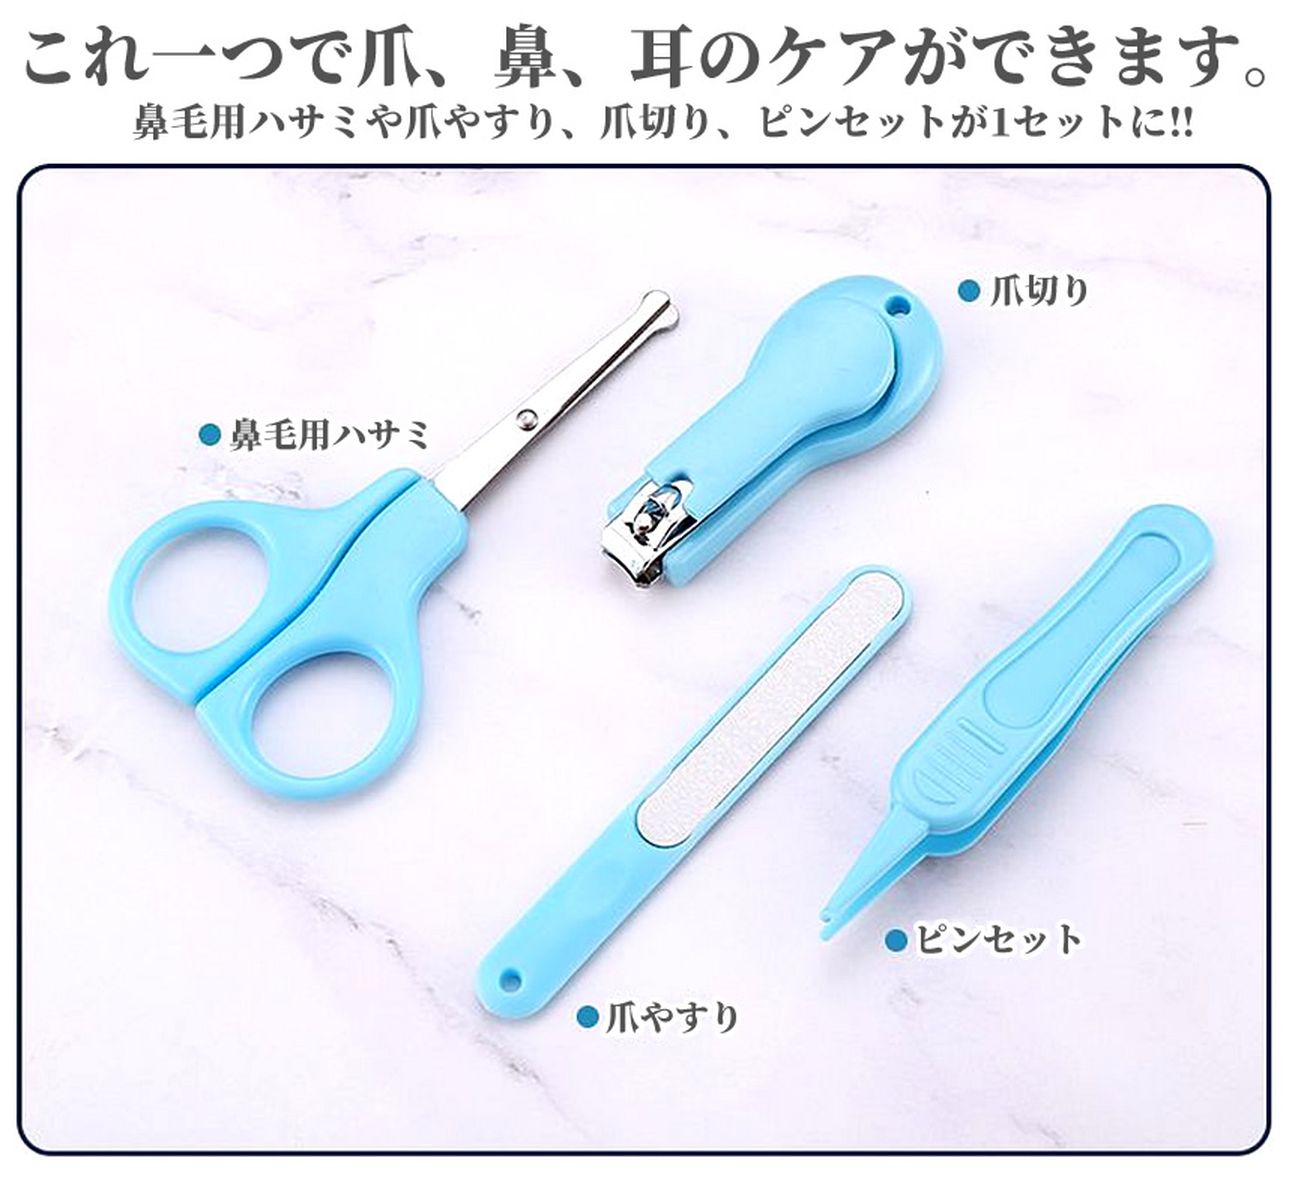 これ一つで爪、鼻、耳のケアができます。
鼻毛用ハサミや爪やすり、爪切り、ピンセットが1セットに!!
爪切り
鼻毛用ハサミ
ピンセット
爪やすり